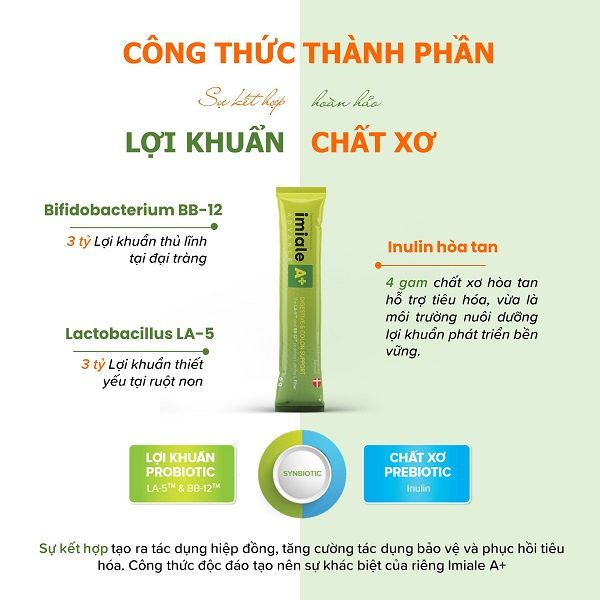 CÔNG THỨC THÀNH PHẦN
Sự kết hợp hoàn hảo
LỢI KHUẨN CHẤT XƠ
Bifidobacterium BB-12
3 tỷ Lợi khuẩn thủ lĩnh
tại đại tràng
Lactobacillus LA-5
3 tỷ Lợi khuẩn thiết
yếu tại ruột non
imiale
ADVANCED
A+
DIGESTIVE & COLON SUPPORT
Inulin hòa tan
4 gam chất xơ hòa tan
hỗ trợ tiêu hóa, vừa là
môi trường nuôi dưỡng
lợi khuẩn phát triển bền
vững.
LỢI KHUẨN
PROBIOTIC
LA-5™ & BB-12™
SYNBIOTIC
CHẤT XƠ
PREBIOTIC
Inulin
Sự kết hợp tạo ra tác dụng hiệp đồng, tăng cường tác dụng bảo vệ và phục hồi tiêu
hóa. Công thức độc đáo tạo nên sự khác biệt của riêng Imiale A+